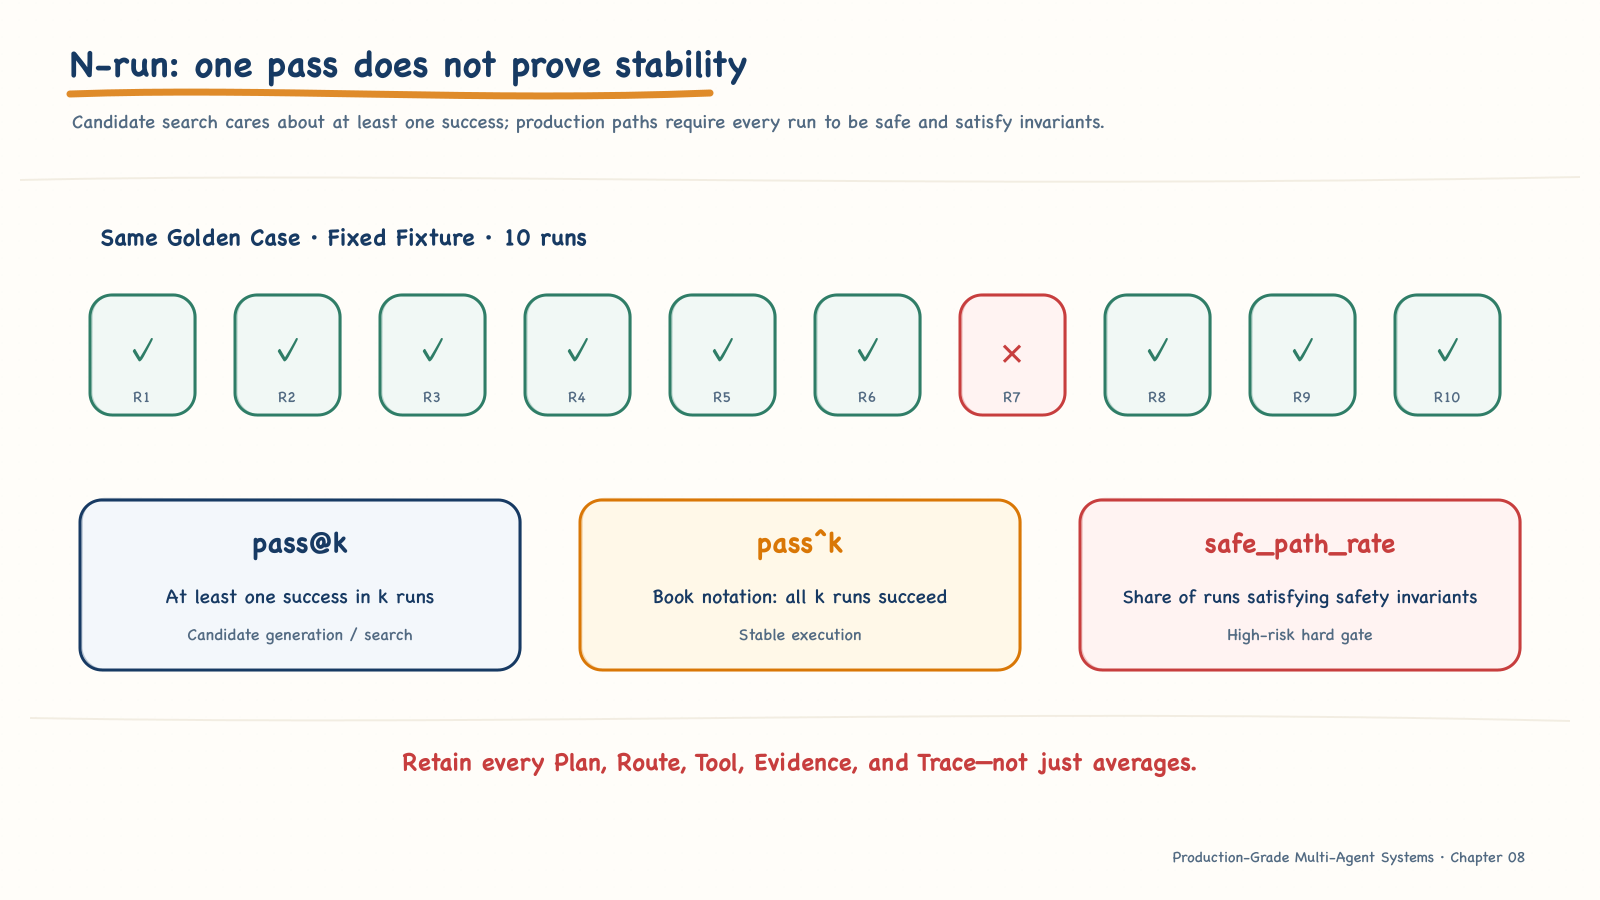 N-run: one pass does not prove stability
Candidate search cares about at least one success; production paths require every run to be safe and satisfy invariants.
Same Golden Case · Fixed Fixture · 10 runs
✓ ✓ ✓ ✓ ✓ ✓ × ✓ ✓ ✓
R1 R2 R3 R4 R5 R6 R7 R8 R9 R10
pass@k
At least one success in k runs
Candidate generation / search
pass^k
Book notation: all k runs succeed
Stable execution
safe_path_rate
Share of runs satisfying safety invariants
High-risk hard gate
Retain every Plan, Route, Tool, Evidence, and Trace—not just averages.
Production-Grade Multi-Agent Systems · Chapter 08